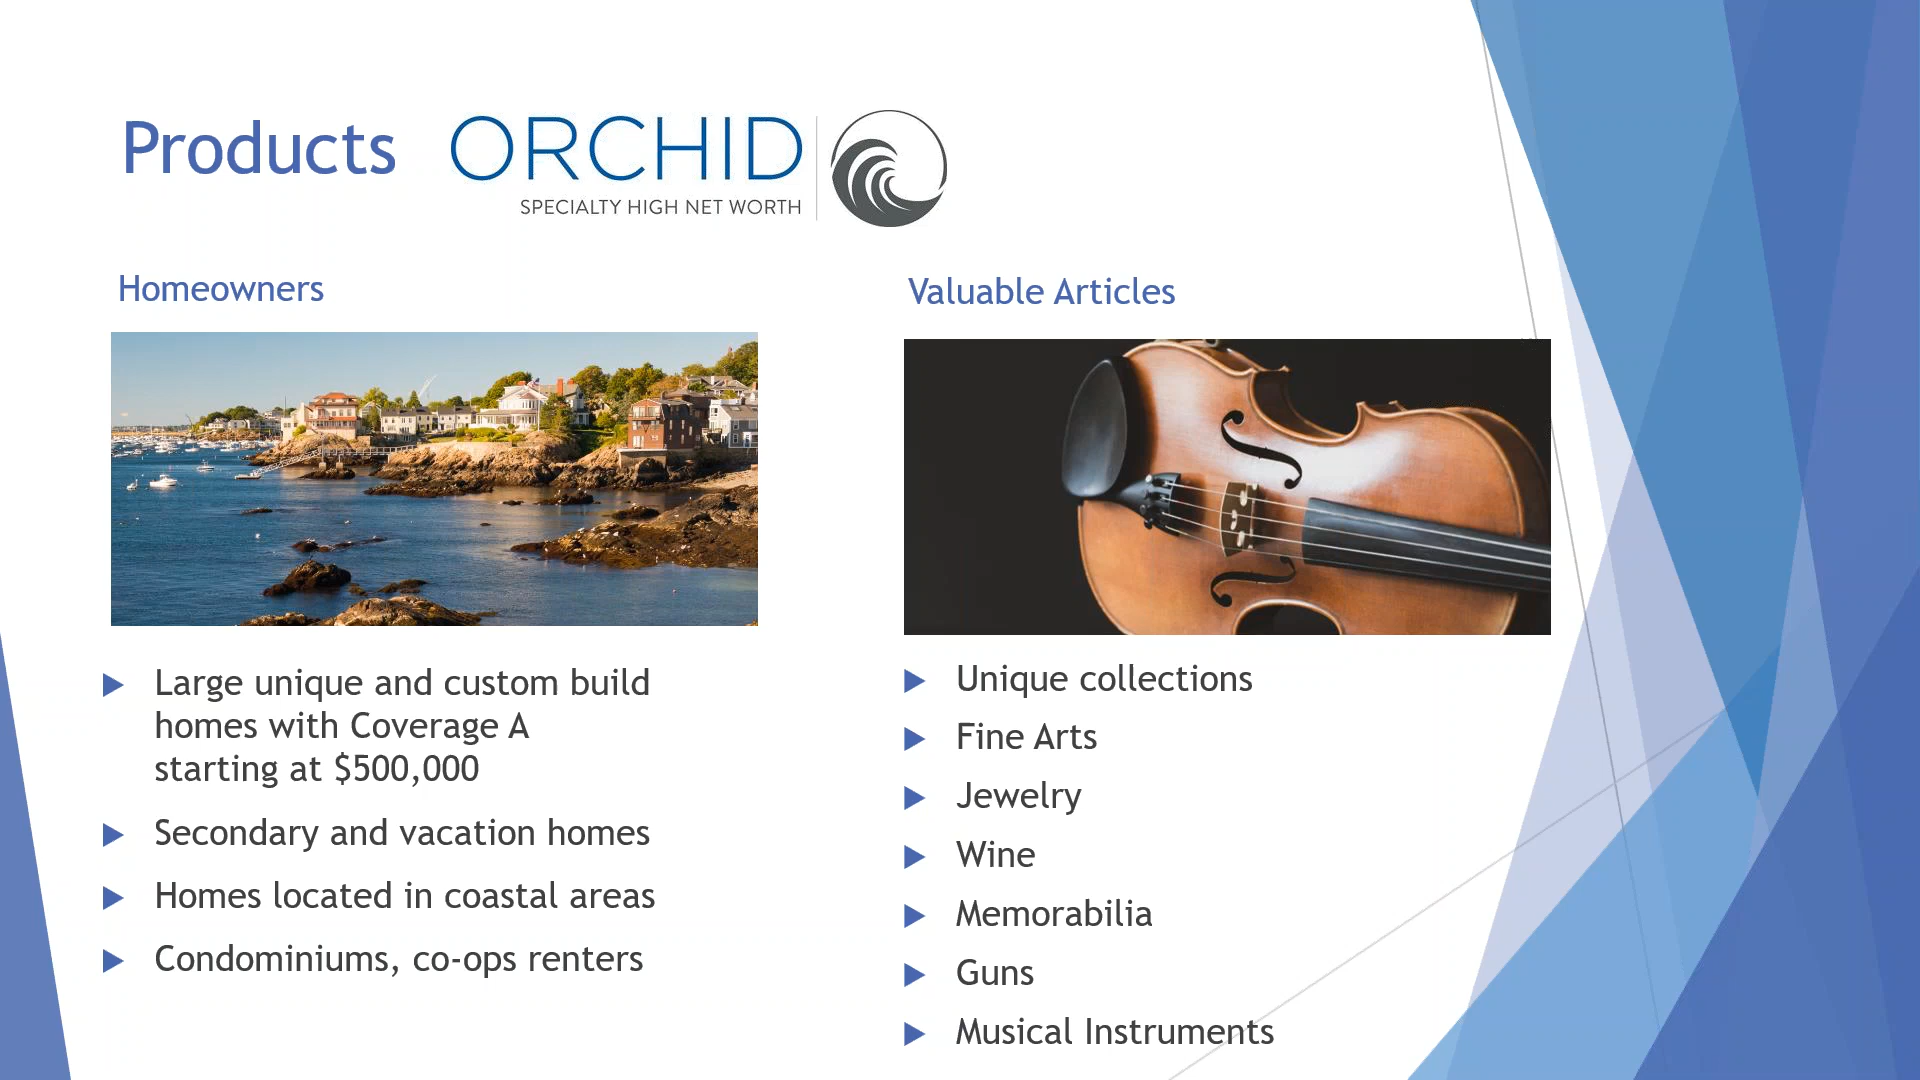 Products
ORCHID
SPECIALTY HIGH NET WORTH
Homeowners
Large unique and custom build
homes with Coverage A
starting at $500,000
Secondary and vacation homes
Homes located in coastal areas
Condominiums, co-ops renters
Valuable Articles
Unique collections
Fine Arts
Jewelry
Wine
Memorabilia
Guns
Musical Instruments